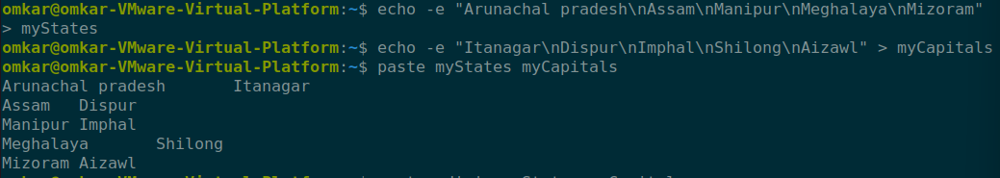 omkar@omkar-VMware-Virtual-Platform:~$ echo -e "Arunachal pradesh\nAssam\nManipur\nMeghalaya\nMizoram"
> myStates
omkar@omkar-VMware-Virtual-Platform:~$ echo -e "Itanagar\nDispur\nImphal\nShilong\nAizawl" > myCapitals
omkar@omkar-VMware-Virtual-Platform:~$ paste myStates myCapitals
Arunachal pradesh       Itanagar
Assam   Dispur
Manipur Imphal
Meghalaya       Shilong
Mizoram Aizawl